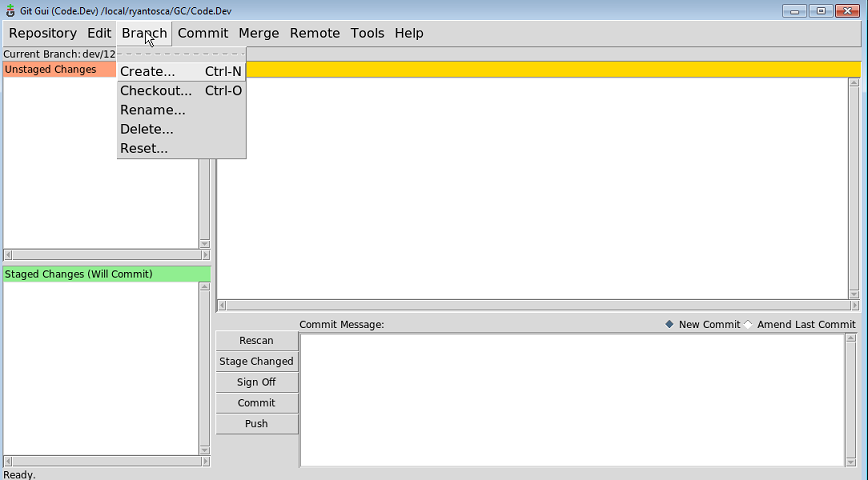 Git Gui (Code.Dev) /local/ryantosca/GC/Code.Dev
Repository Edit Branch Commit Merge Remote Tools Help
Current Branch: dev/12
Unstaged Changes
Create... Ctrl-N
Checkout... Ctrl-O
Rename...
Delete...
Reset...
Staged Changes (Will Commit)
Commit Message:
New Commit Amend Last Commit
Rescan
Stage Changed
Sign Off
Commit
Push
Ready.